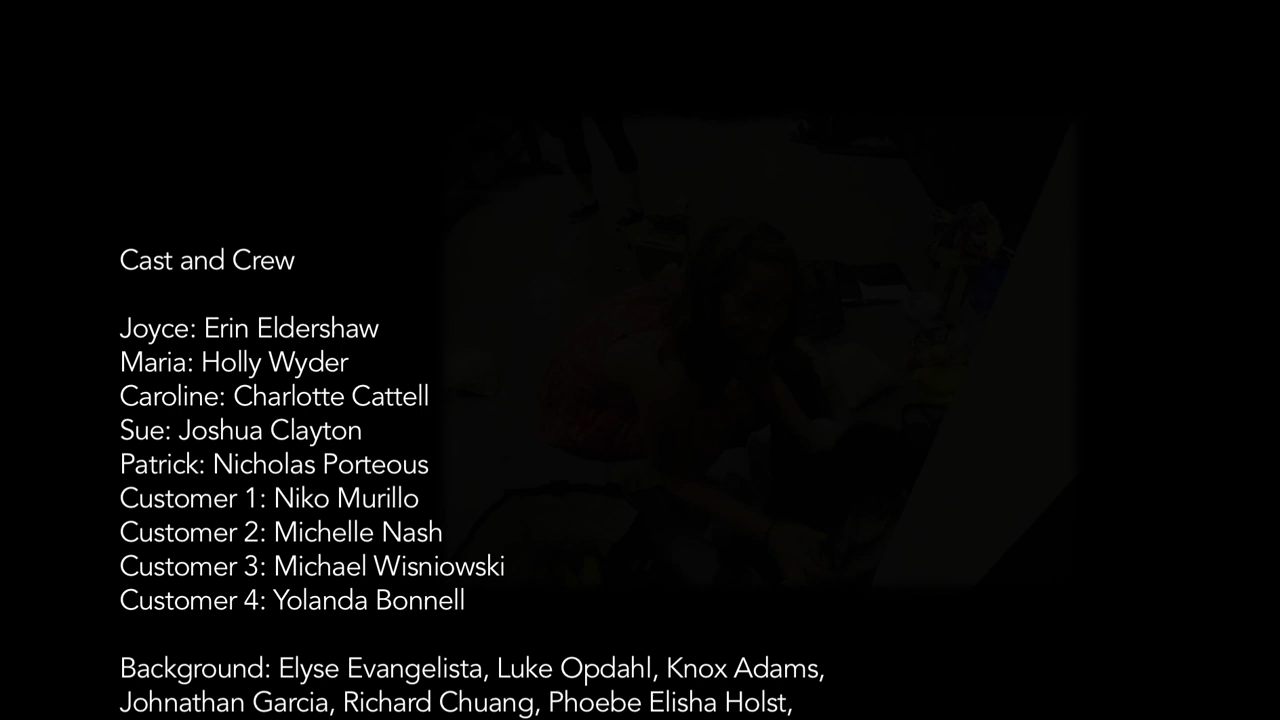 Cast and Crew
Joyce: Erin Eldershaw
Maria: Holly Wyder
Caroline: Charlotte Cattell
Sue: Joshua Clayton
Patrick: Nicholas Porteous
Customer 1: Niko Murillo
Customer 2: Michelle Nash
Customer 3: Michael Wisniowski
Customer 4: Yolanda Bonnell
Background: Elyse Evangelista, Luke Opdahl, Knox Adams,
Johnathan Garcia, Richard Chuang, Phoebe Elisha Holst,